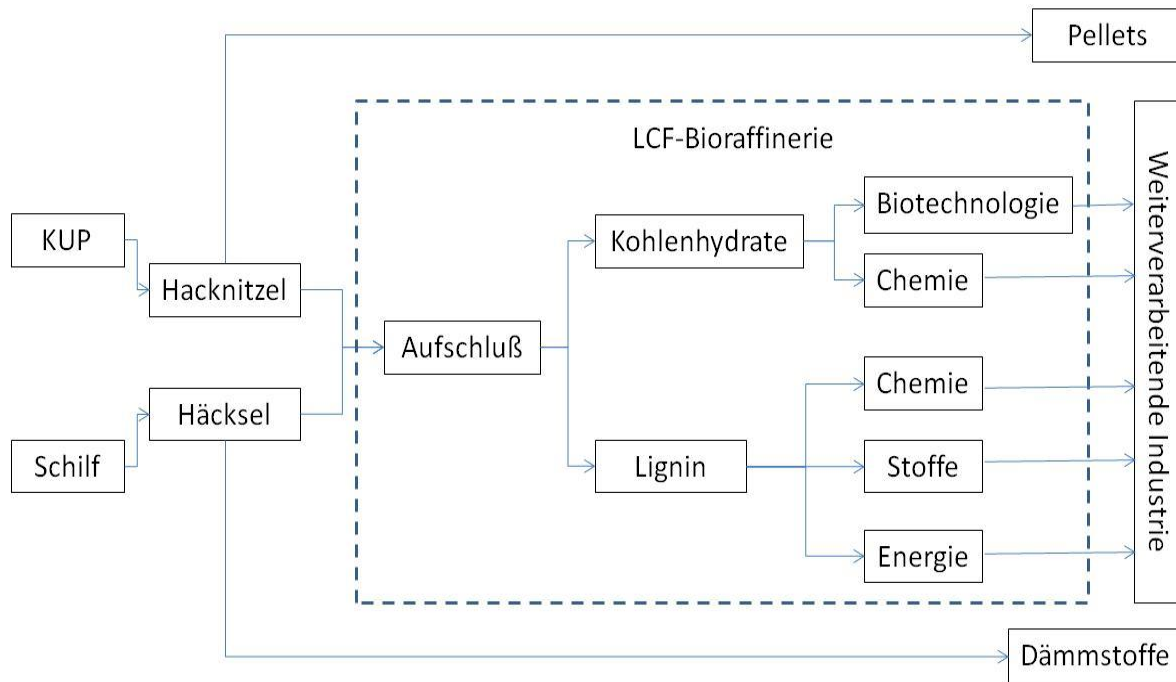 Pellets
LCF-Bioraffinerie
Biotechnologie
KUP
Kohlenhydrate
Hacknitzel
Chemie
Aufschluß
Chemie
Häcksel
Schilf
Lignin
Stoffe
Energie
Weiterverarbeitende Industrie
Dämmstoffe